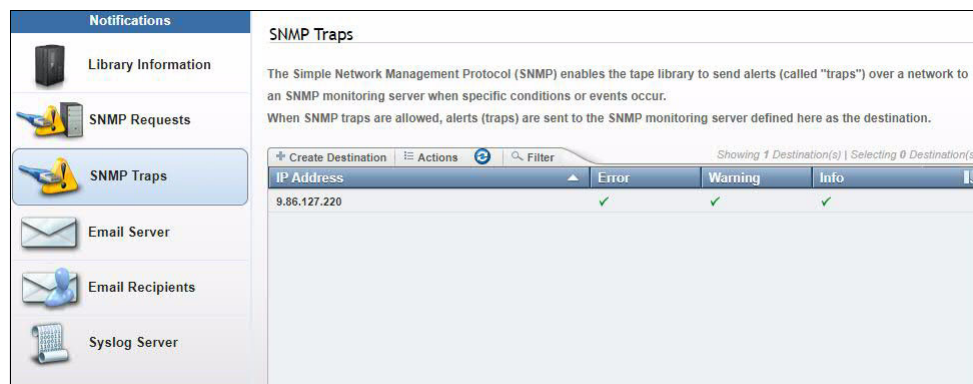 Notifications
Library Information
SNMP Requests
SNMP Traps
Email Server
Email Recipients
Syslog Server
SNMP Traps
The Simple Network Management Protocol (SNMP) enables the tape library to send alerts (called "traps") over a network to
an SNMP monitoring server when specific conditions or events occur.
When SNMP traps are allowed, alerts (traps) are sent to the SNMP monitoring server defined here as the destination.
Create Destination Actions Filter Showing 1 Destination(s) | Selecting 0 Destination(s
IP Address Error Warning Info
9.86.127.220